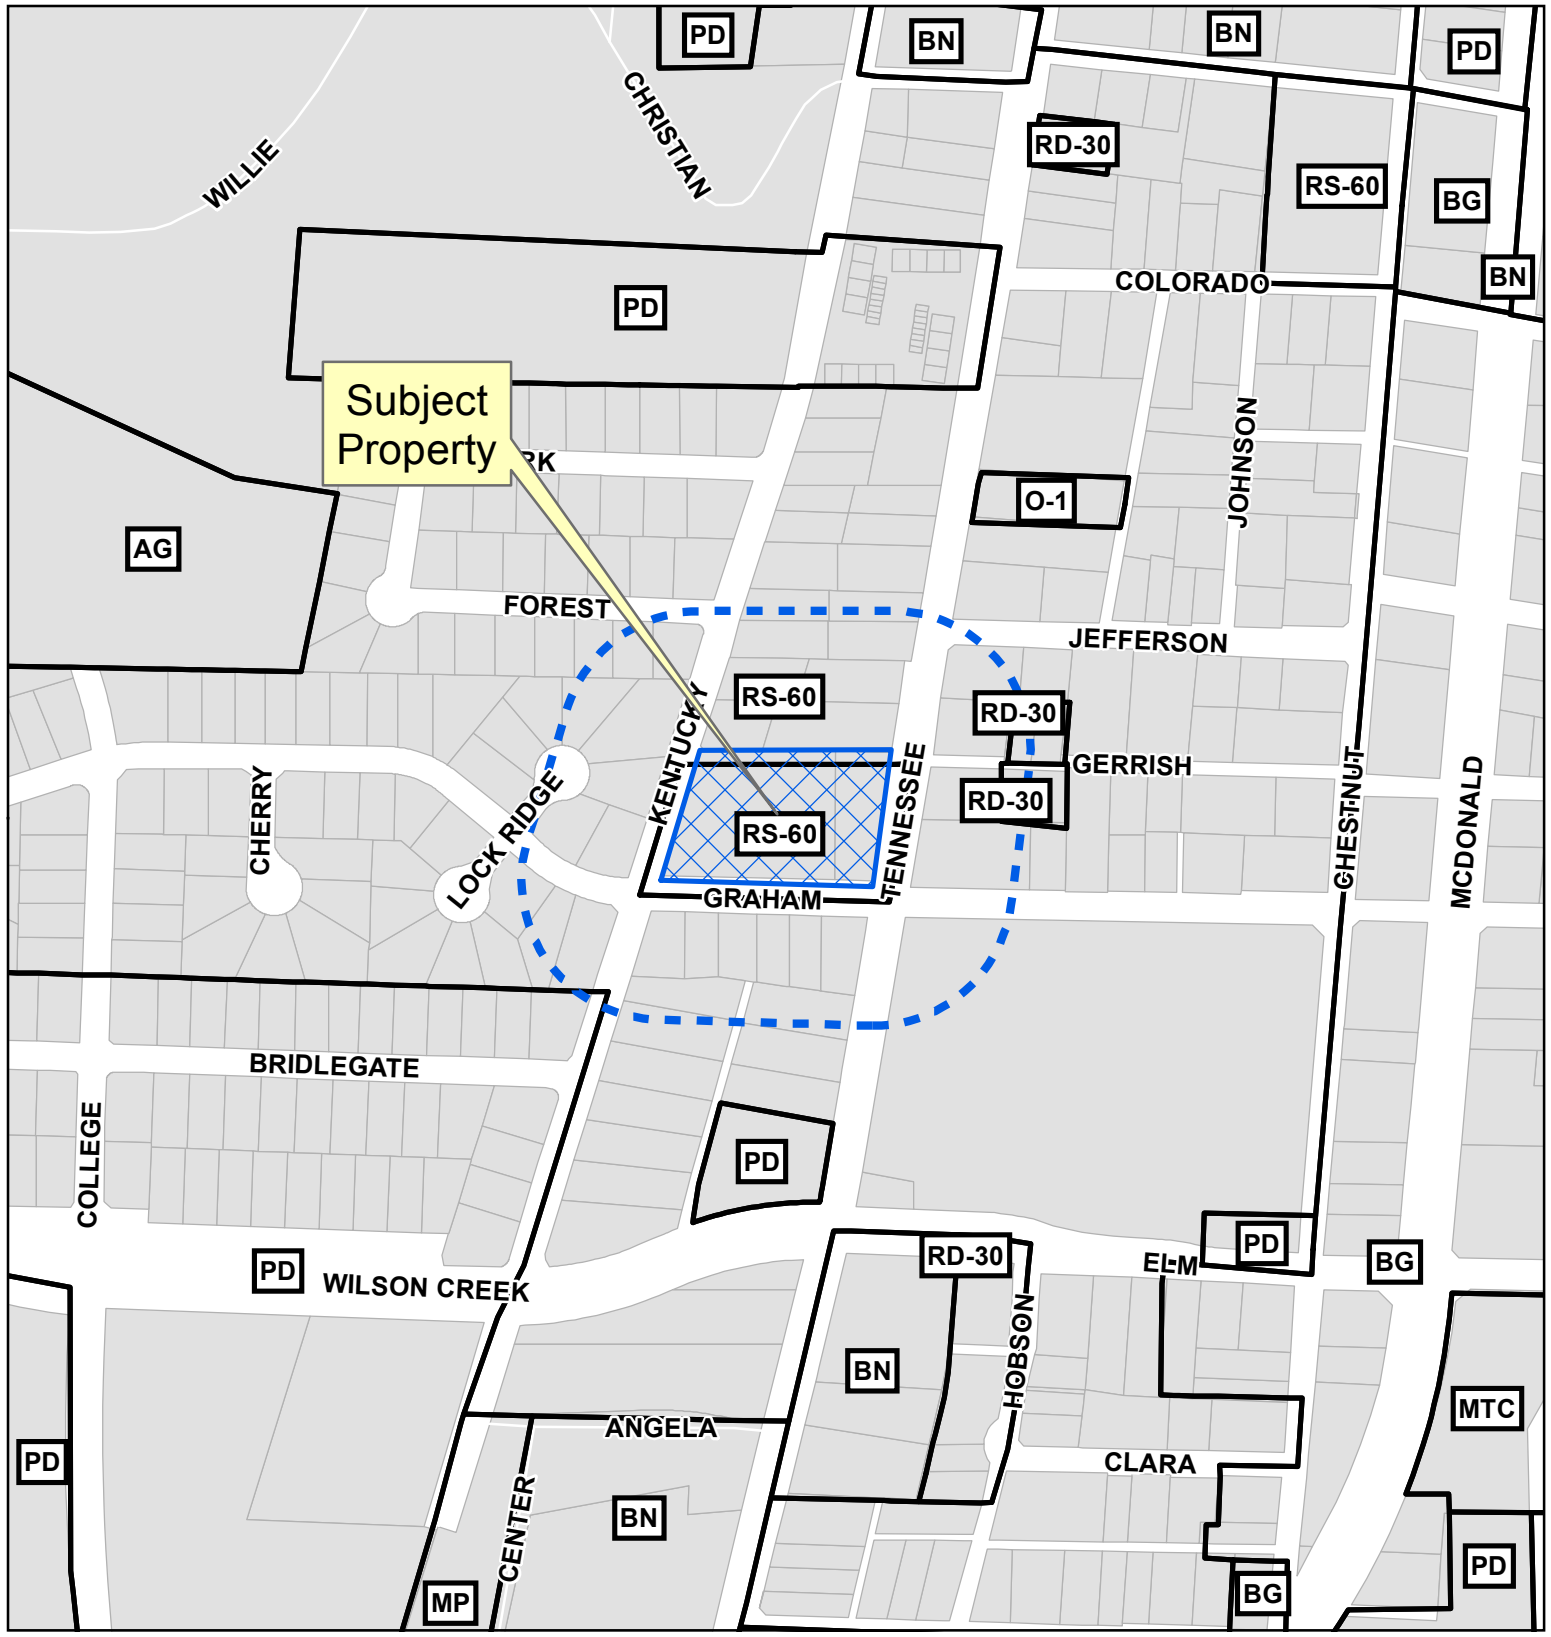 PD
BN
BN
PD
CHRISTIAN
WILLIE
RD-30
RS-60
BG
BN
COLORADO
PD
Subject
Property
RK
JOHNSON
O-1
AG
FOREST
JEFFERSON
RS-60
RD-30
KENTUCKY
GERRISH
TENNESSEE
RD-30
CHERRY
LOCK RIDGE
RS-60
CHESTNUT
MCDONALD
GRAHAM
BRIDLEGATE
COLLEGE
PD
PD
WILSON CREEK
RD-30
ELM
PD
BG
HOBSON
BN
MTC
ANGELA
CLARA
PD
CENTER
BN
MP
BG
PD